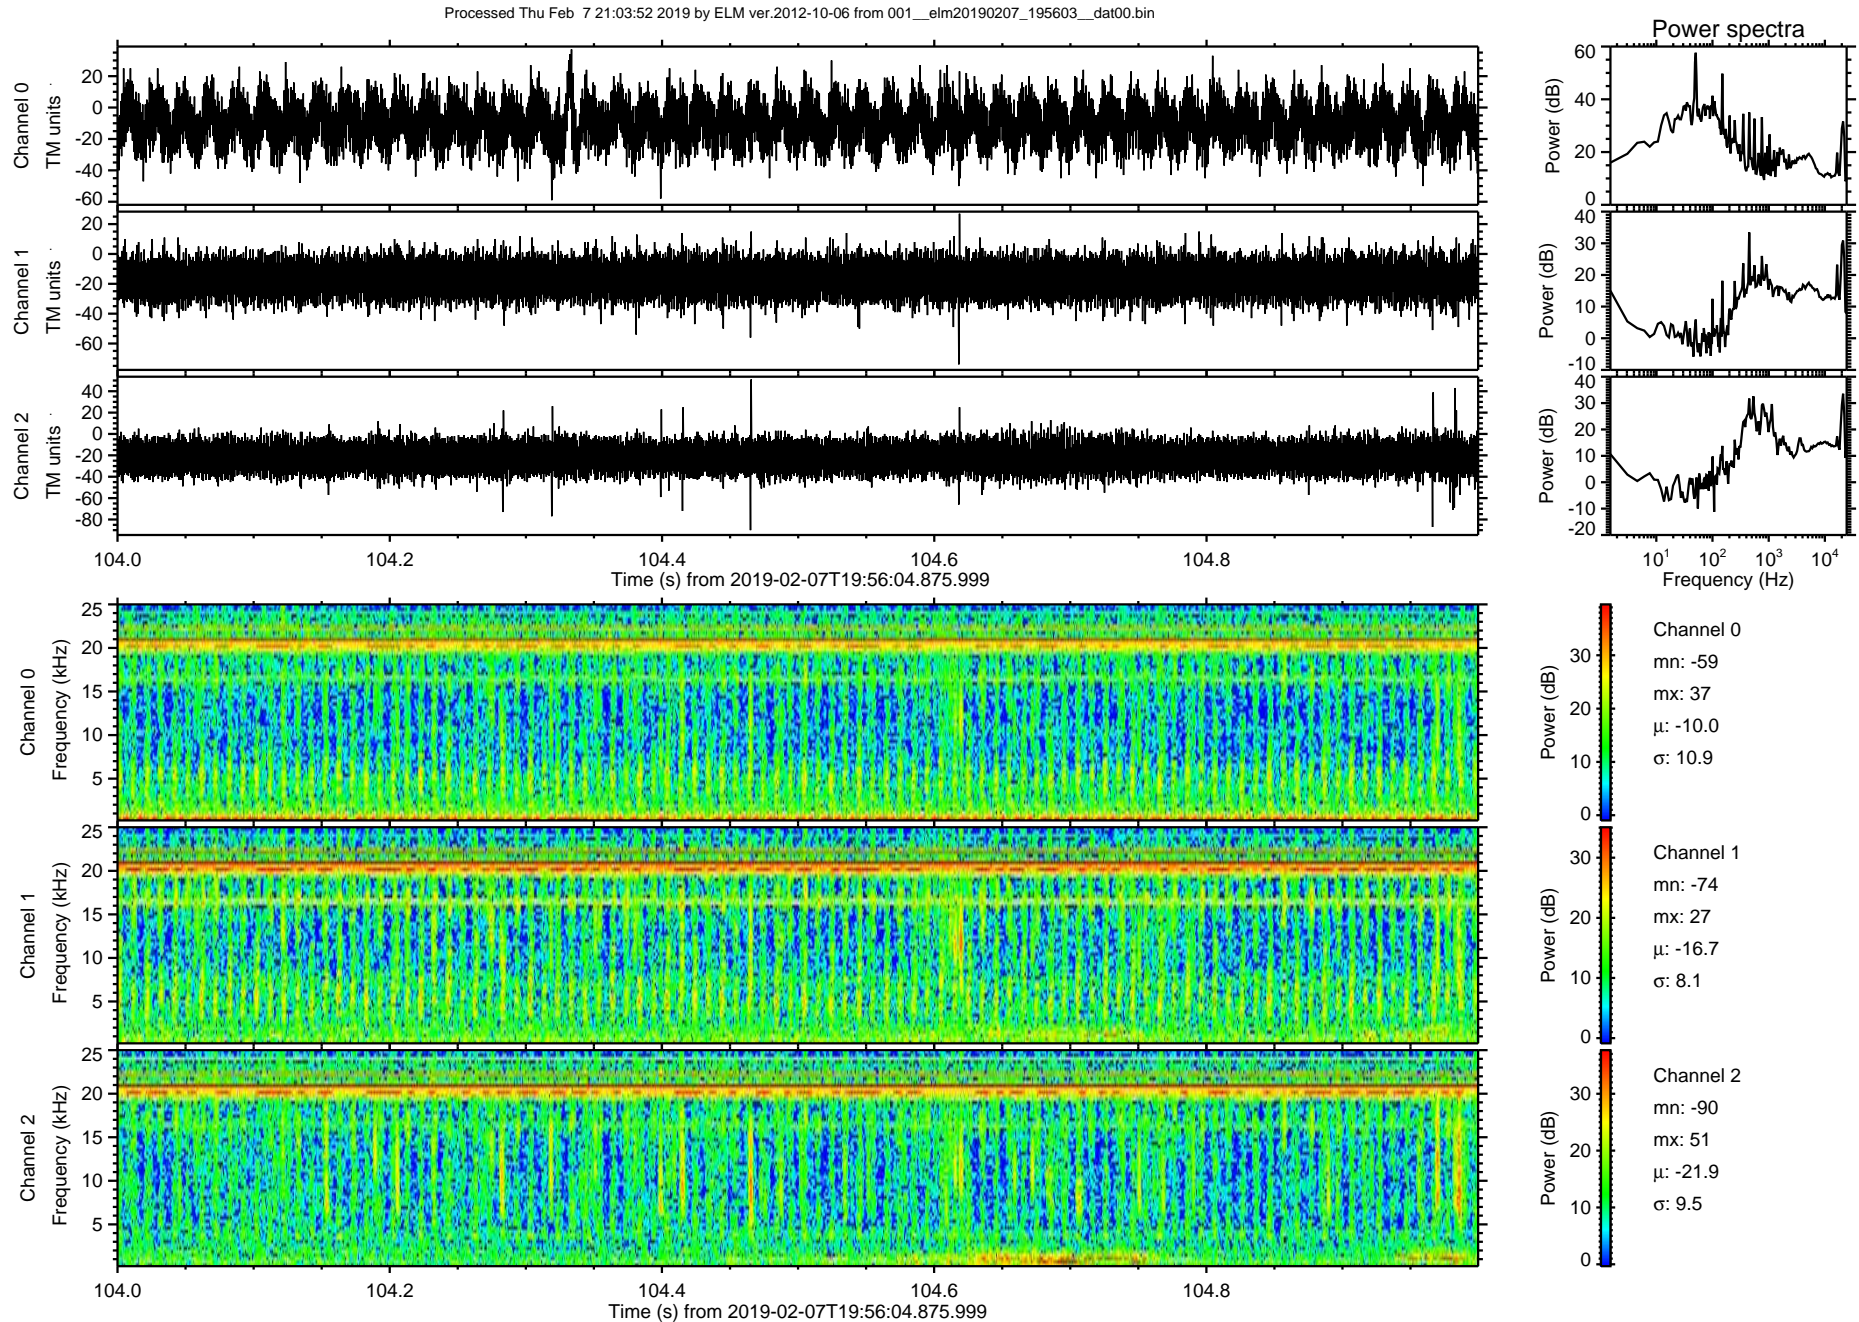 Processed Thu Feb  7 21:03:52 2019 by ELM ver.2012-10-06 from 001__elm20190207_195603__dat00.bin
Power spectra
Channel 0
TM units
20
0
-20
-40
-60
Power (dB)
60
40
20
0
Channel 1
TM units
20
0
-20
-40
-60
Power (dB)
40
30
20
10
0
-10
Channel 2
TM units
40
20
0
-20
-40
-60
-80
Power (dB)
40
30
20
10
0
-10
-20
104.0 104.2 104.4 104.6 104.8
Time (s) from 2019-02-07T19:56:04.875.999
10^1 10^2 10^3 10^4
Frequency (Hz)
Channel 0
Frequency (kHz)
25
20
15
10
5
Power (dB)
30
20
10
0
Channel 0
mn: -59
mx: 37
μ: -10.0
σ: 10.9
Channel 1
Frequency (kHz)
25
20
15
10
5
Power (dB)
30
20
10
0
Channel 1
mn: -74
mx: 27
μ: -16.7
σ: 8.1
Channel 2
Frequency (kHz)
25
20
15
10
5
Power (dB)
30
20
10
0
Channel 2
mn: -90
mx: 51
μ: -21.9
σ: 9.5
104.0 104.2 104.4 104.6 104.8
Time (s) from 2019-02-07T19:56:04.875.999